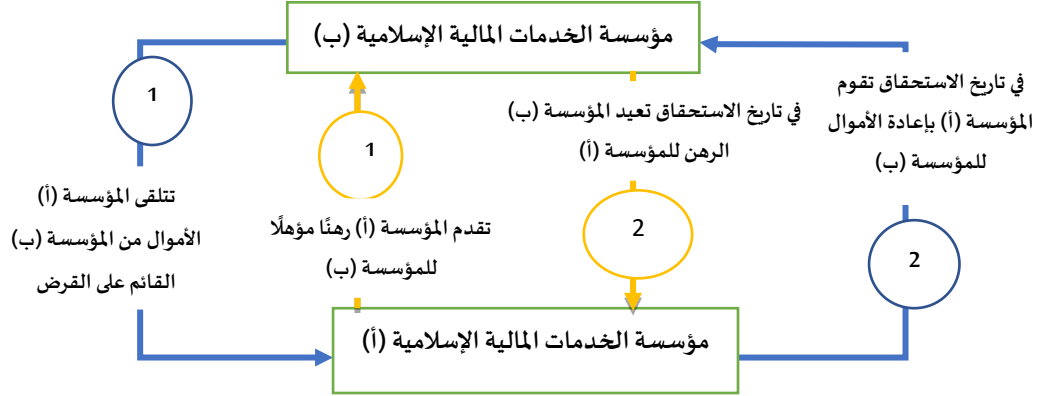 مؤسسة الخدمات المالية الإسلامية (ب)
1
تتلقى المؤسسة (أ)
الأموال من المؤسسة (ب)
القائم على القرض
1
تقدم المؤسسة (أ) رهنًا مؤهلًا
للمؤسسة (ب)
في تاريخ الاستحقاق تعيد المؤسسة (ب)
الرهن للمؤسسة (أ)
2
في تاريخ الاستحقاق تقوم
المؤسسة (أ) بإعادة الأموال
للمؤسسة (ب)
2
مؤسسة الخدمات المالية الإسلامية (أ)